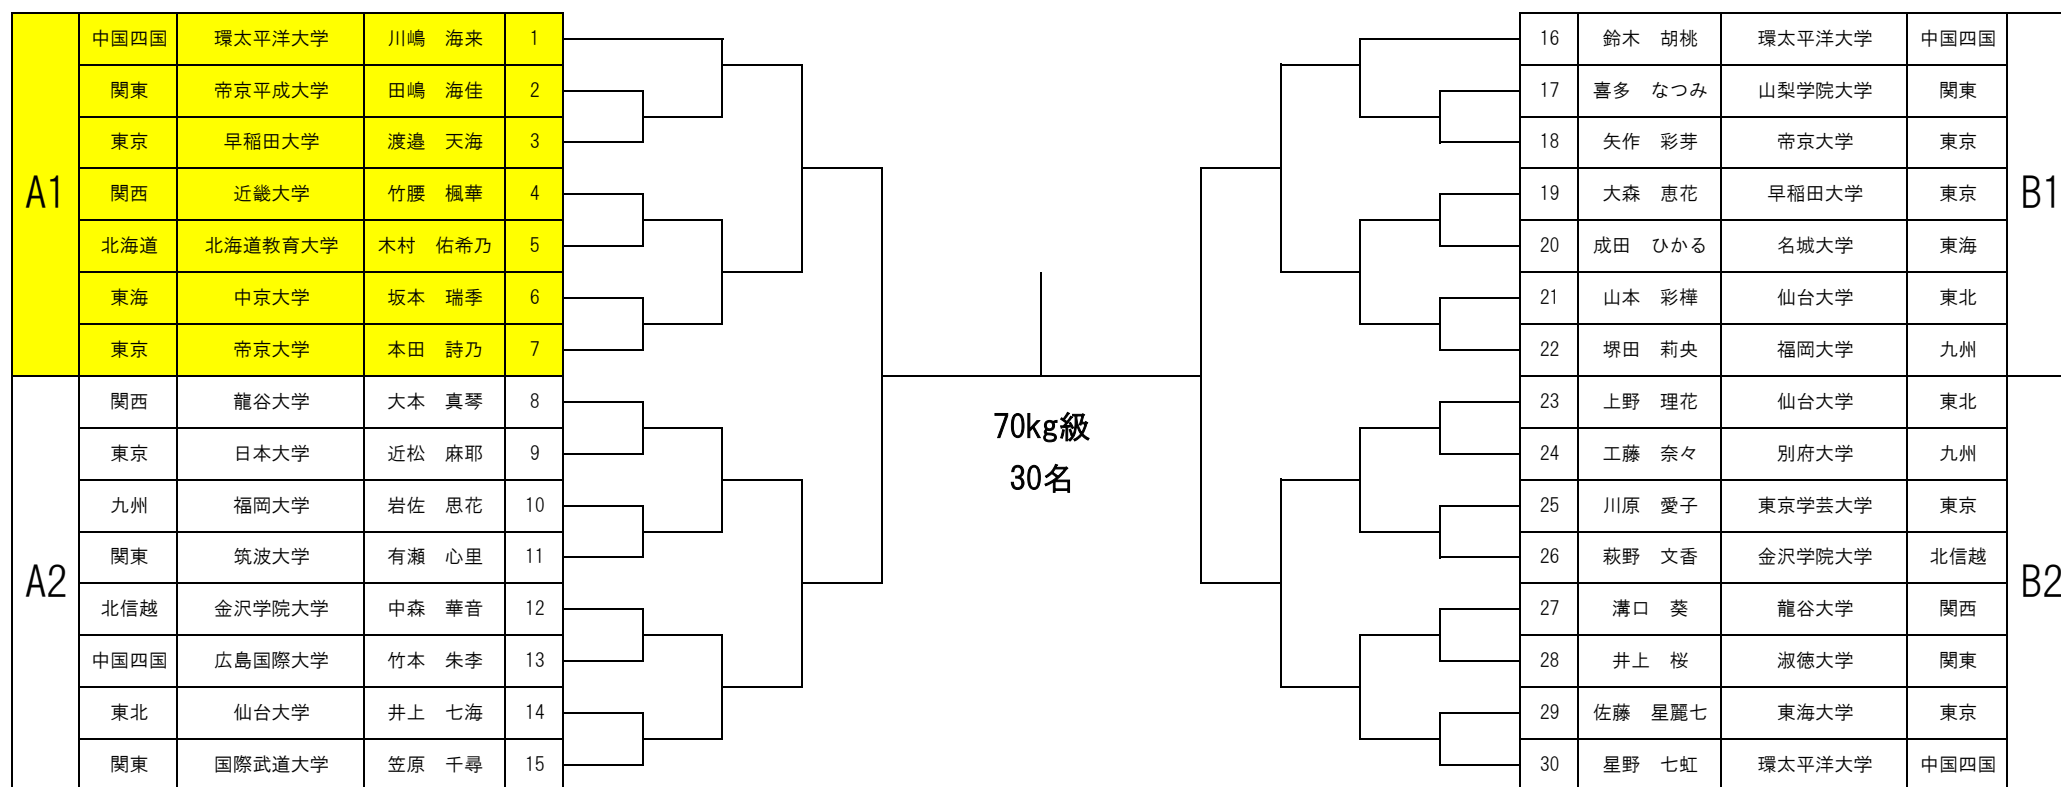 A1
中国四国 環太平洋大学 川嶋　海来 1
関東 帝京平成大学 田嶋　海佳 2
東京 早稲田大学 渡邉　天海 3
関西 近畿大学 竹腰　楓華 4
北海道 北海道教育大学 木村　佑希乃 5
東海 中京大学 坂本　瑞季 6
東京 帝京大学 本田　詩乃 7
A2
関西 龍谷大学 大本　真琴 8
東京 日本大学 近松　麻耶 9
九州 福岡大学 岩佐　思花 10
関東 筑波大学 有瀬　心里 11
北信越 金沢学院大学 中森　華音 12
中国四国 広島国際大学 竹本　朱李 13
東北 仙台大学 井上　七海 14
関東 国際武道大学 笠原　千尋 15
70kg級
30名
B1
16 鈴木　胡桃 環太平洋大学 中国四国
17 喜多　なつみ 山梨学院大学 関東
18 矢作　彩芽 帝京大学 東京
19 大森　恵花 早稲田大学 東京
20 成田　ひかる 名城大学 東海
21 山本　彩樺 仙台大学 東北
22 堺田　莉央 福岡大学 九州
B2
23 上野　理花 仙台大学 東北
24 工藤　奈々 別府大学 九州
25 川原　愛子 東京学芸大学 東京
26 萩野　文香 金沢学院大学 北信越
27 溝口　葵 龍谷大学 関西
28 井上　桜 淑徳大学 関東
29 佐藤　星麗七 東海大学 東京
30 星野　七虹 環太平洋大学 中国四国